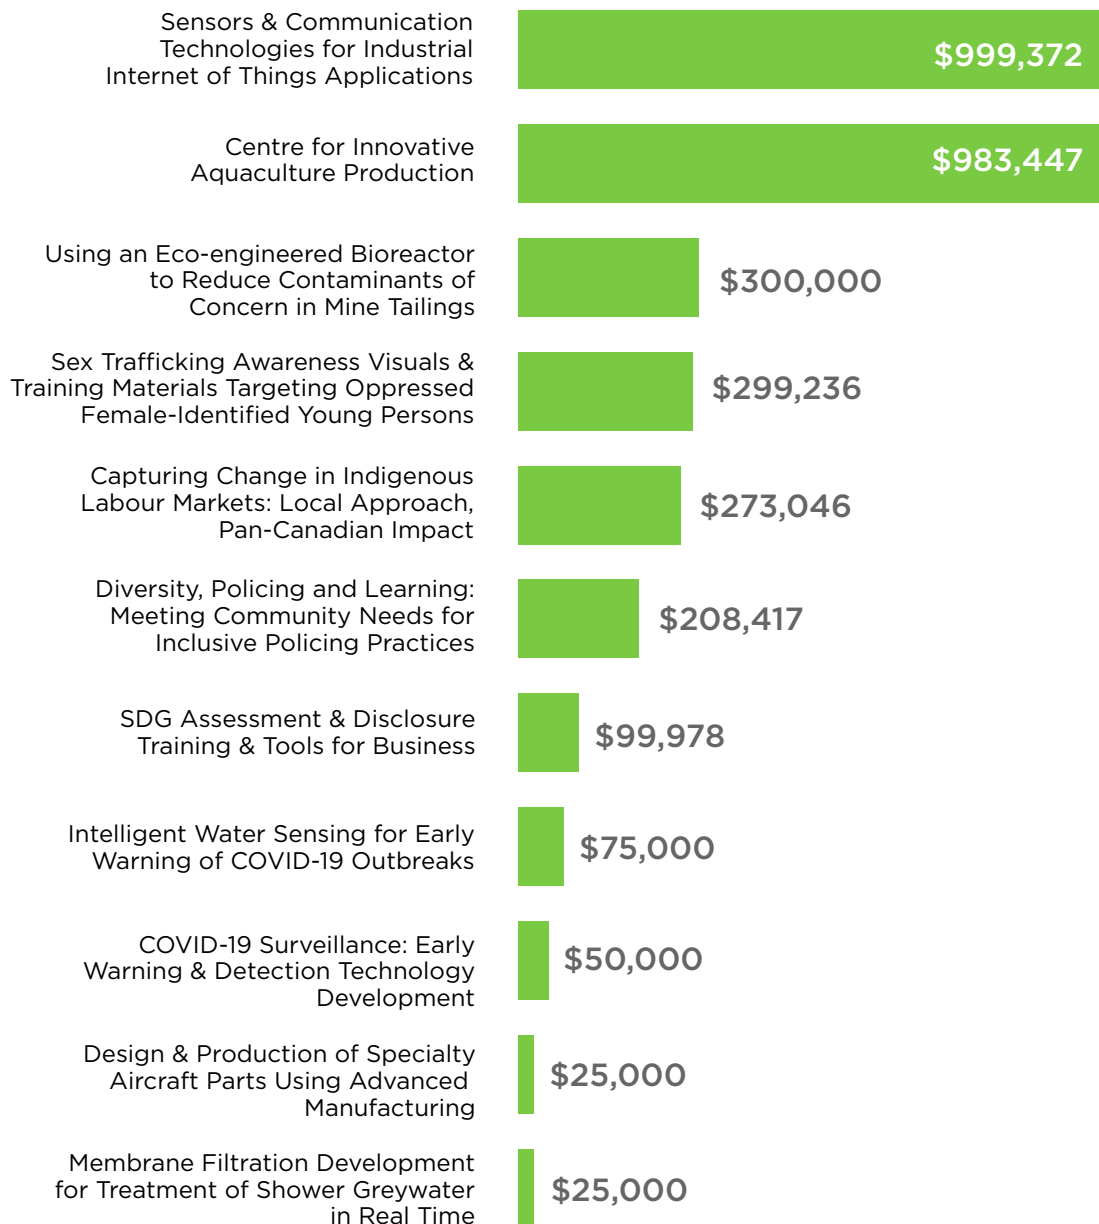 Sensors & Communication
Technologies for Industrial
Internet of Things Applications
$999,372
Centre for Innovative
Aquaculture Production
$983,447
Using an Eco-engineered Bioreactor
to Reduce Contaminants of
Concern in Mine Tailings
$300,000
Sex Trafficking Awareness Visuals &
Training Materials Targeting Oppressed
Female-Identified Young Persons
$299,236
Capturing Change in Indigenous
Labour Markets: Local Approach,
Pan-Canadian Impact
$273,046
Diversity, Policing and Learning:
Meeting Community Needs for
Inclusive Policing Practices
$208,417
SDG Assessment & Disclosure
Training & Tools for Business
$99,978
Intelligent Water Sensing for Early
Warning of COVID-19 Outbreaks
$75,000
COVID-19 Surveillance: Early
Warning & Detection Technology
Development
$50,000
Design & Production of Specialty
Aircraft Parts Using Advanced
Manufacturing
$25,000
Membrane Filtration Development
for Treatment of Shower Greywater
in Real Time
$25,000